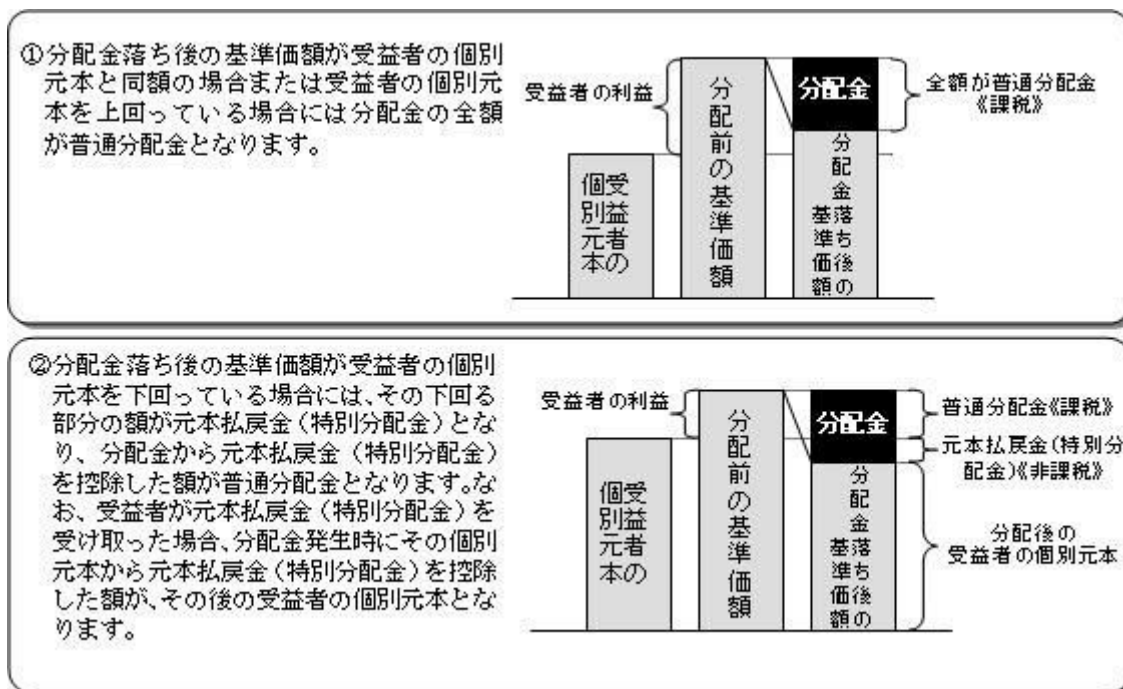 ①分配金落ち後の基準価額が受益者の個別
元本と同額の場合または受益者の個別元
本を上回っている場合には分配金の全額
が普通分配金となります。
受益者の利益
受益者の
個別元本
分配前の基準価額
分配金
分配金落ち後の
基準価額
全額が普通分配金
《課税》
②分配金落ち後の基準価額が受益者の個別
元本を下回っている場合には、その下回る
部分の額が元本払戻金(特別分配金)とな
り、分配金から元本払戻金(特別分配金)
を控除した額が普通分配金となります。な
お、受益者が元本払戻金(特別分配金)を
受け取った場合、分配金発生時にその個別
元本から元本払戻金(特別分配金)を控除
した額が、その後の受益者の個別元本とな
ります。
受益者の利益
受益者の
個別元本
分配前の基準価額
分配金
分配金落ち後の
基準価額
普通分配金《課税》
元本払戻金(特別分
配金)《非課税》
分配後の
受益者の個別元本